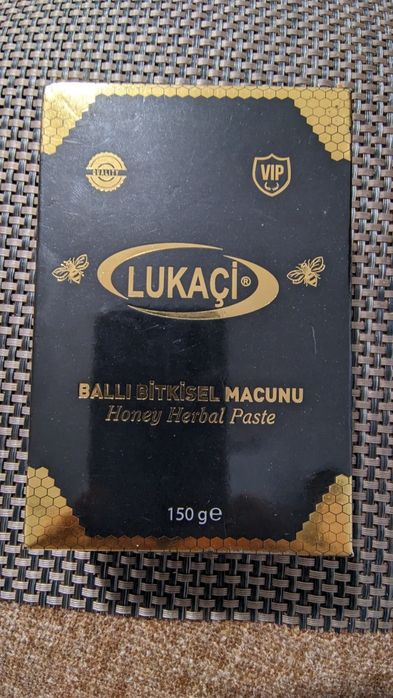 QUALITY
VIP
LUKAÇİ®
BALLI BİTKİSEL MACUNU
Honey Herbal Paste
150 g℮